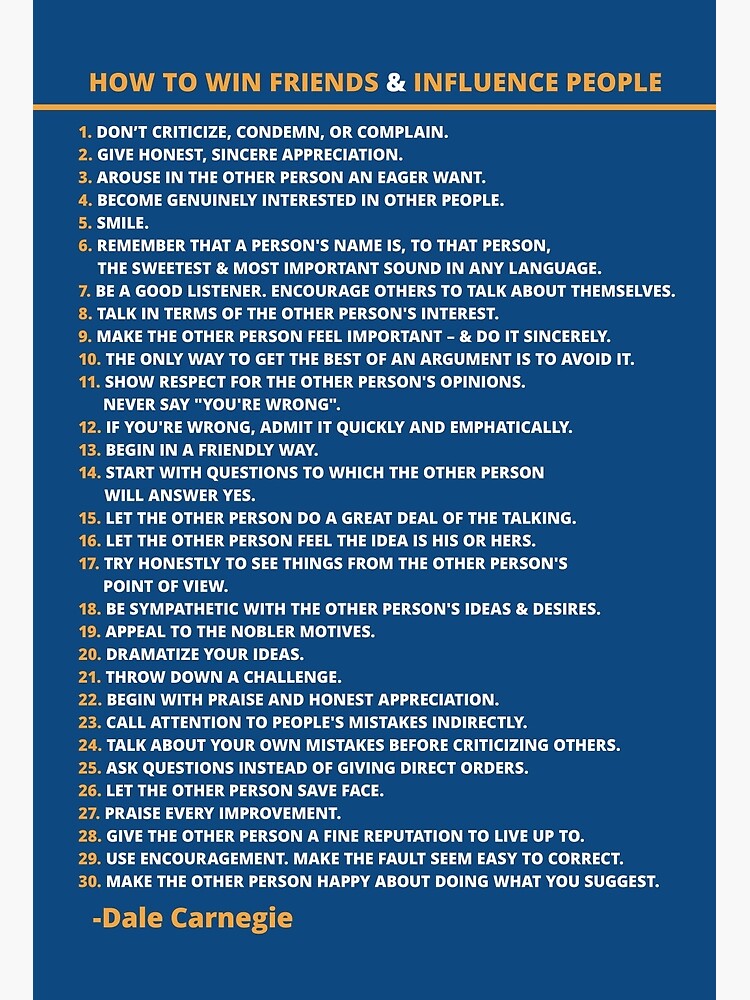 HOW TO WIN FRIENDS & INFLUENCE PEOPLE
1. DON’T CRITICIZE, CONDEMN, OR COMPLAIN.
2. GIVE HONEST, SINCERE APPRECIATION.
3. AROUSE IN THE OTHER PERSON AN EAGER WANT.
4. BECOME GENUINELY INTERESTED IN OTHER PEOPLE.
5. SMILE.
6. REMEMBER THAT A PERSON'S NAME IS, TO THAT PERSON,
THE SWEETEST & MOST IMPORTANT SOUND IN ANY LANGUAGE.
7. BE A GOOD LISTENER. ENCOURAGE OTHERS TO TALK ABOUT THEMSELVES.
8. TALK IN TERMS OF THE OTHER PERSON'S INTEREST.
9. MAKE THE OTHER PERSON FEEL IMPORTANT – & DO IT SINCERELY.
10. THE ONLY WAY TO GET THE BEST OF AN ARGUMENT IS TO AVOID IT.
11. SHOW RESPECT FOR THE OTHER PERSON'S OPINIONS.
NEVER SAY "YOU'RE WRONG".
12. IF YOU'RE WRONG, ADMIT IT QUICKLY AND EMPHATICALLY.
13. BEGIN IN A FRIENDLY WAY.
14. START WITH QUESTIONS TO WHICH THE OTHER PERSON
WILL ANSWER YES.
15. LET THE OTHER PERSON DO A GREAT DEAL OF THE TALKING.
16. LET THE OTHER PERSON FEEL THE IDEA IS HIS OR HERS.
17. TRY HONESTLY TO SEE THINGS FROM THE OTHER PERSON'S
POINT OF VIEW.
18. BE SYMPATHETIC WITH THE OTHER PERSON'S IDEAS & DESIRES.
19. APPEAL TO THE NOBLER MOTIVES.
20. DRAMATIZE YOUR IDEAS.
21. THROW DOWN A CHALLENGE.
22. BEGIN WITH PRAISE AND HONEST APPRECIATION.
23. CALL ATTENTION TO PEOPLE'S MISTAKES INDIRECTLY.
24. TALK ABOUT YOUR OWN MISTAKES BEFORE CRITICIZING OTHERS.
25. ASK QUESTIONS INSTEAD OF GIVING DIRECT ORDERS.
26. LET THE OTHER PERSON SAVE FACE.
27. PRAISE EVERY IMPROVEMENT.
28. GIVE THE OTHER PERSON A FINE REPUTATION TO LIVE UP TO.
29. USE ENCOURAGEMENT. MAKE THE FAULT SEEM EASY TO CORRECT.
30. MAKE THE OTHER PERSON HAPPY ABOUT DOING WHAT YOU SUGGEST.
-Dale Carnegie